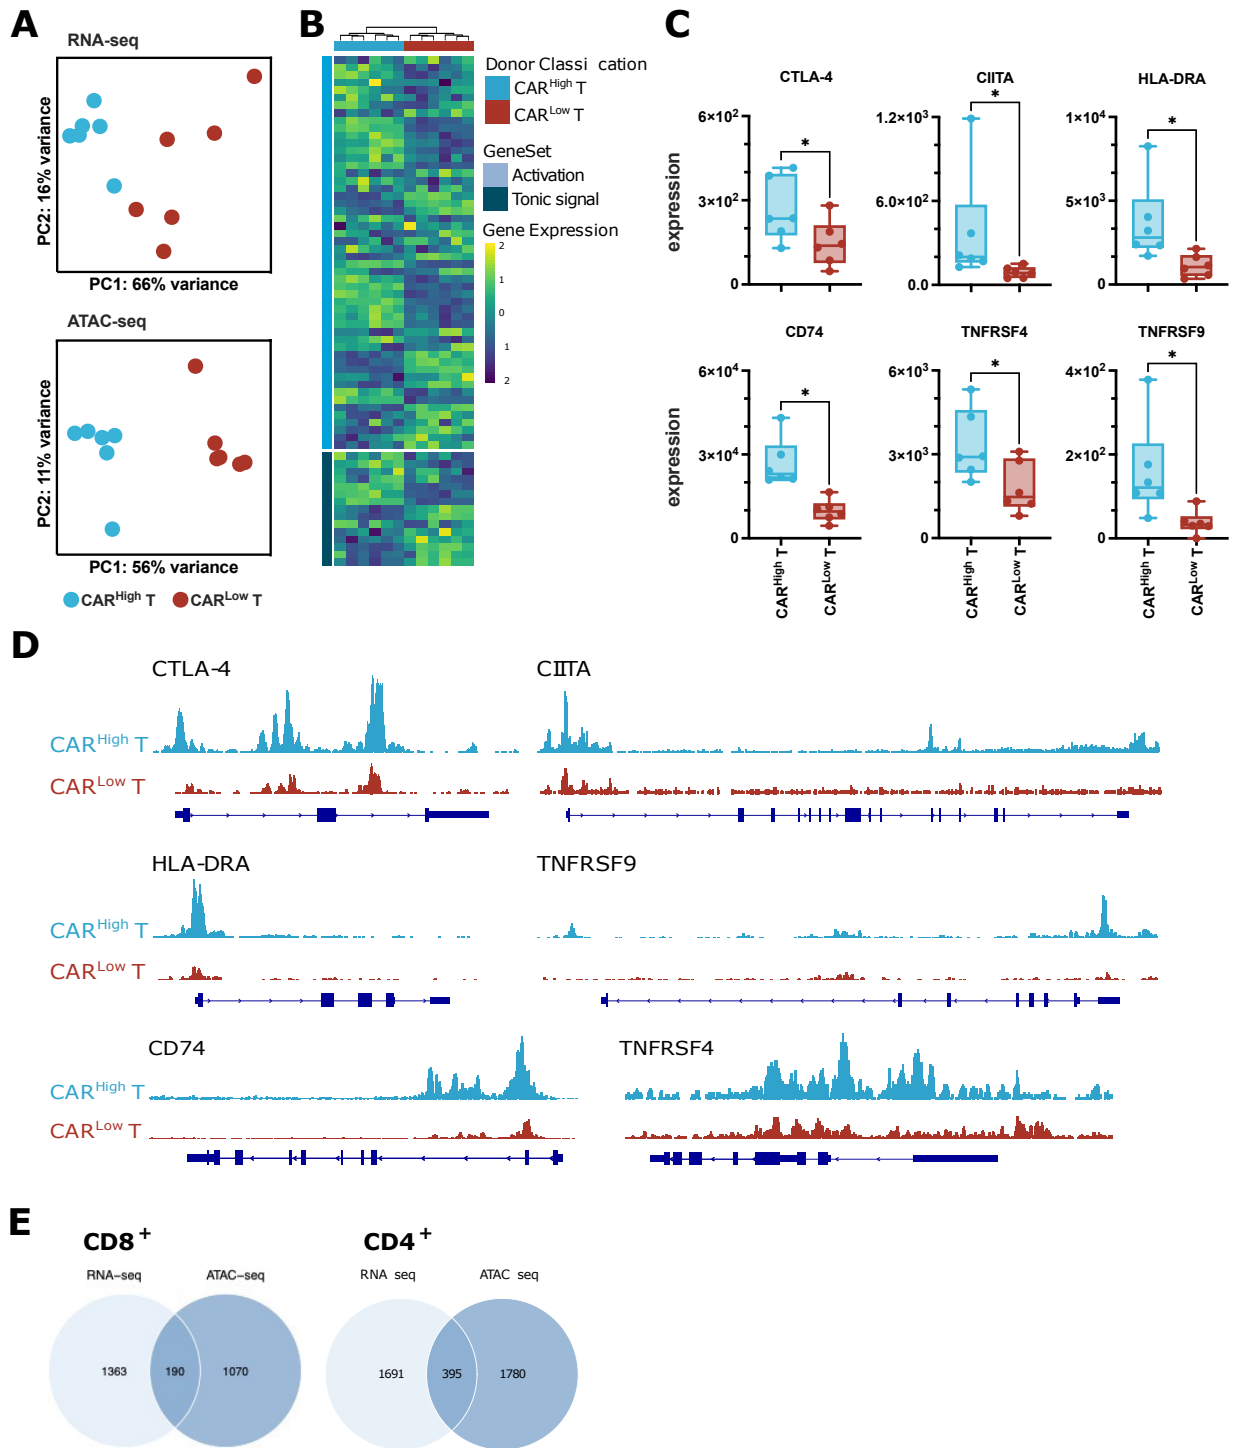 A
RNA-seq
PC2: 16% variance
PC1: 66% variance
ATAC-seq
PC2: 11% variance
PC1: 56% variance
CARHigh T
CARLow T
B
Donor Classi cation
CARHigh T
CARLow T
GeneSet
Activation
Tonic signal
Gene Expression
2
1
0
1
2
C
CTLA-4
CIITA
HLA-DRA
expression
6×10²
3×10²
0
*
1.2×10³
6.0×10²
0.0
*
1×10⁴
5×10³
0
*
CD74
TNFRSF4
TNFRSF9
expression
6×10⁴
3×10⁴
0
*
6×10³
3×10³
0
*
4×10²
2×10²
0
*
CARHigh T
CARLow T
CARHigh T
CARLow T
CARHigh T
CARLow T
D
CTLA-4
CIITA
CARHigh T
CARLow T
HLA-DRA
TNFRSF9
CARHigh T
CARLow T
CD74
TNFRSF4
CARHigh T
CARLow T
E
CD8+
CD4+
RNA-seq
ATAC-seq
RNA seq
ATAC seq
1363
190
1070
1691
395
1780